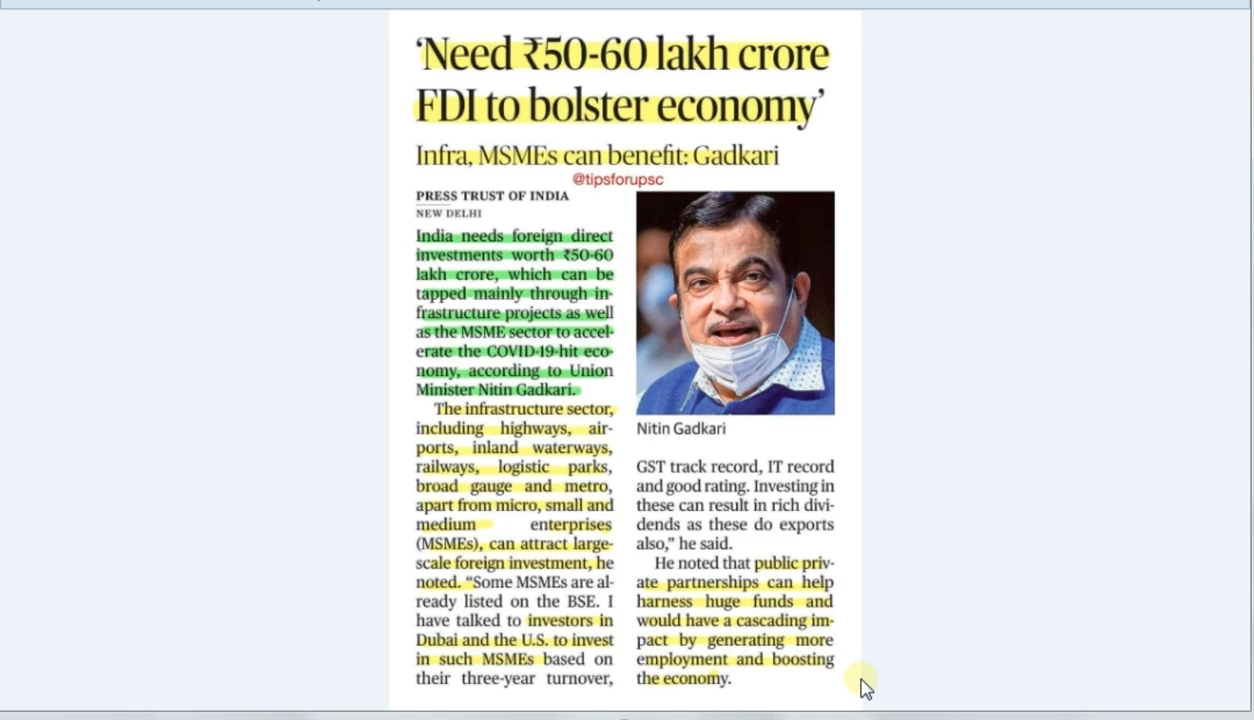 ‘Need ₹50-60 lakh crore
FDI to bolster economy’
Infra, MSMEs can benefit: Gadkari
@tipsforupsc
PRESS TRUST OF INDIA
NEW DELHI
India needs foreign direct
investments worth ₹50-60
lakh crore, which can be
tapped mainly through in-
frastructure projects as well
as the MSME sector to accel-
erate the COVID-19-hit eco-
nomy, according to Union
Minister Nitin Gadkari.
The infrastructure sector,
including highways, air-
ports, inland waterways,
railways, logistic parks,
broad gauge and metro,
apart from micro, small and
medium enterprises
(MSMEs), can attract large-
scale foreign investment, he
noted. “Some MSMEs are al-
ready listed on the BSE. I
have talked to investors in
Dubai and the U.S. to invest
in such MSMEs based on
their three-year turnover,
Nitin Gadkari
GST track record, IT record
and good rating. Investing in
these can result in rich divi-
dends as these do exports
also,” he said.
He noted that public priv-
ate partnerships can help
harness huge funds and
would have a cascading im-
pact by generating more
employment and boosting
the economy.